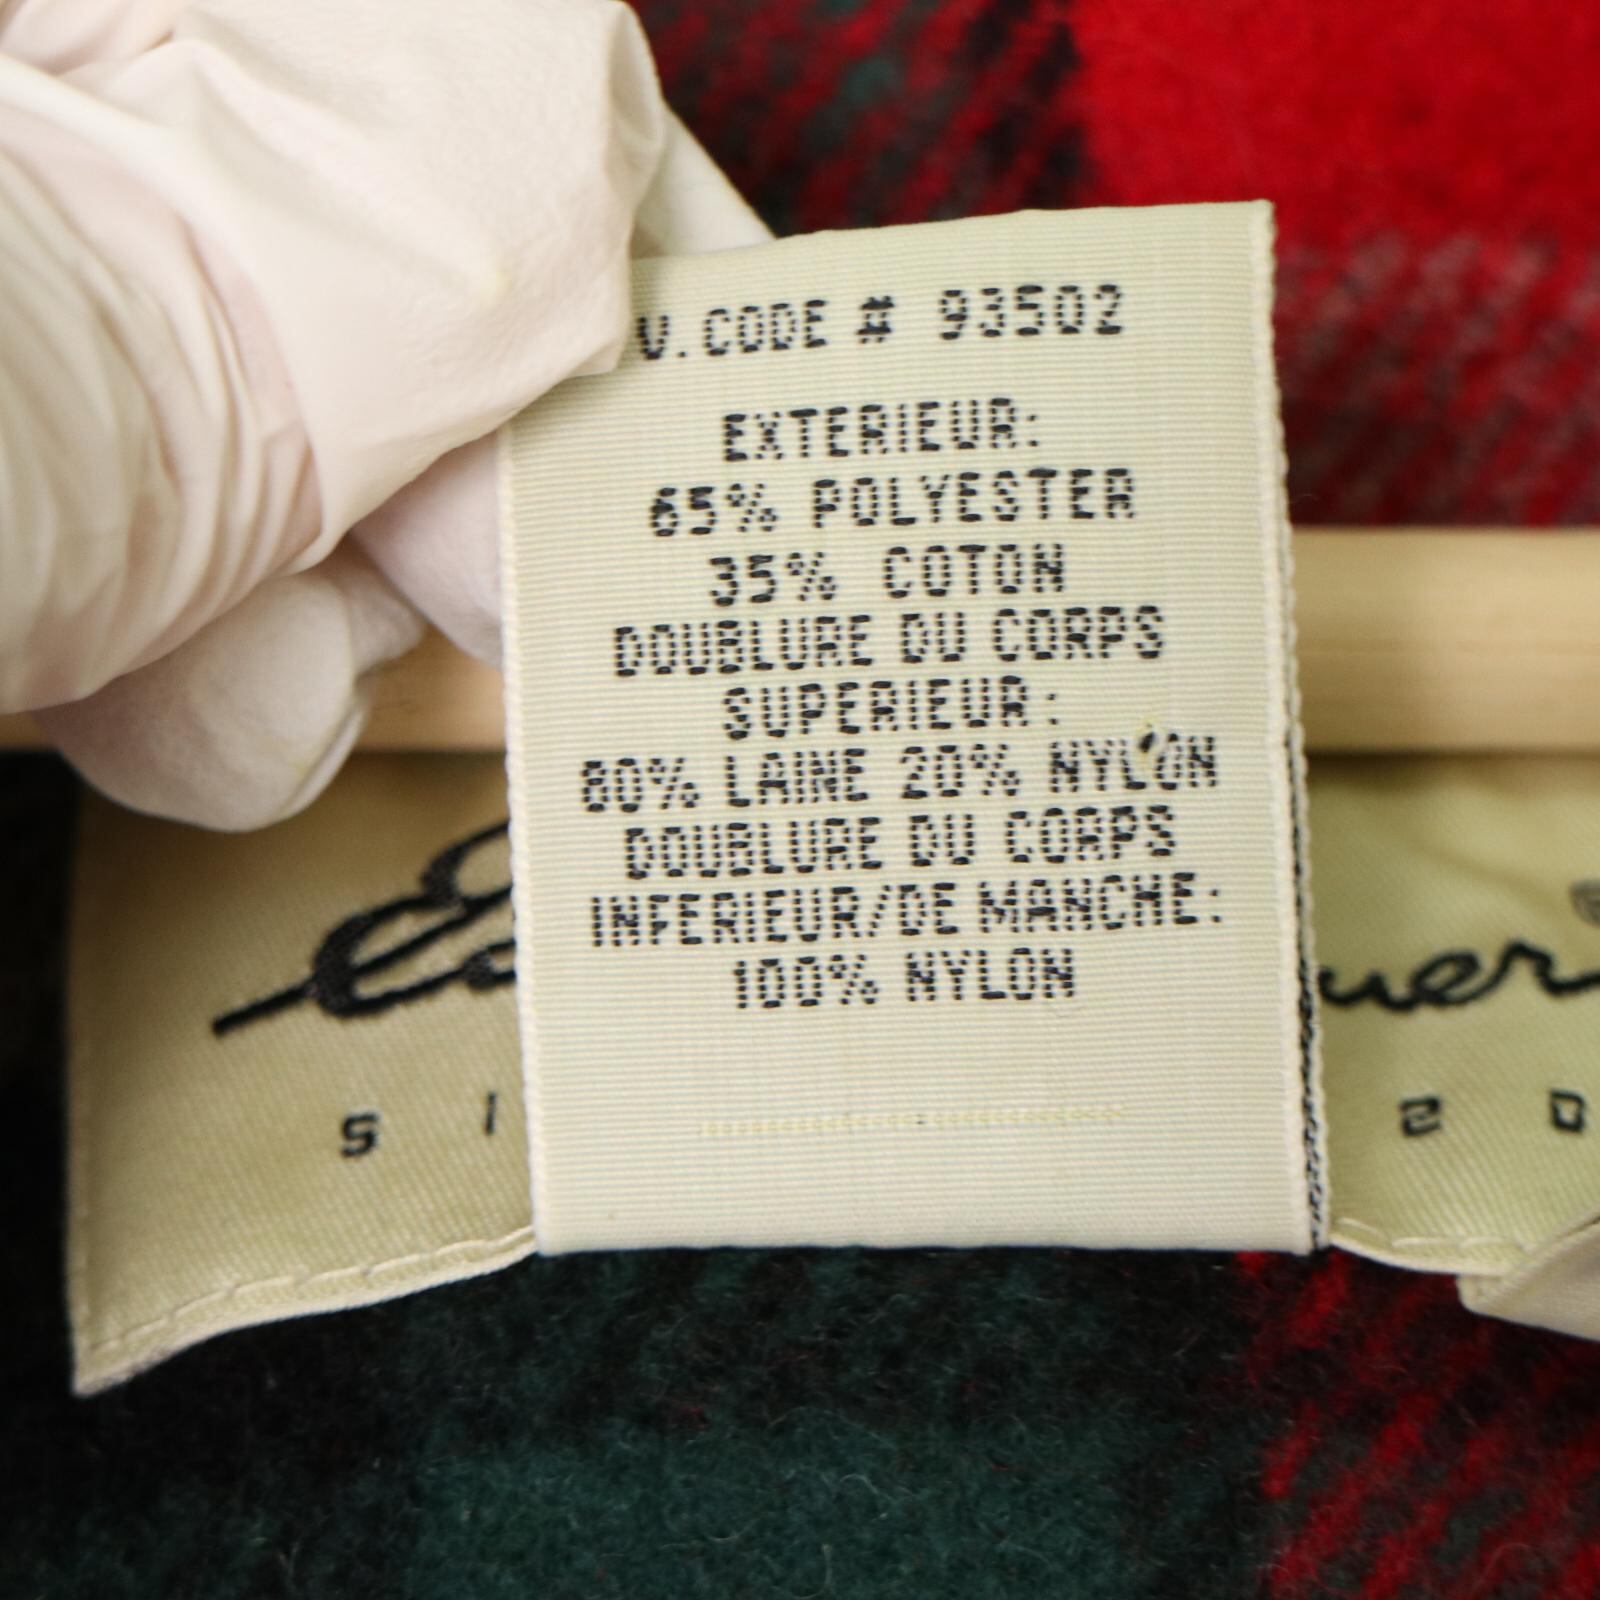 V.CODE # 93502
EXTERIEUR:
65% POLYESTER
35% COTON
DOUBLURE DU CORPS
SUPERIEUR:
80% LAINE 20% NYLON
DOUBLURE DU CORPS
INFERIEUR/DE MANCHE:
100% NYLON